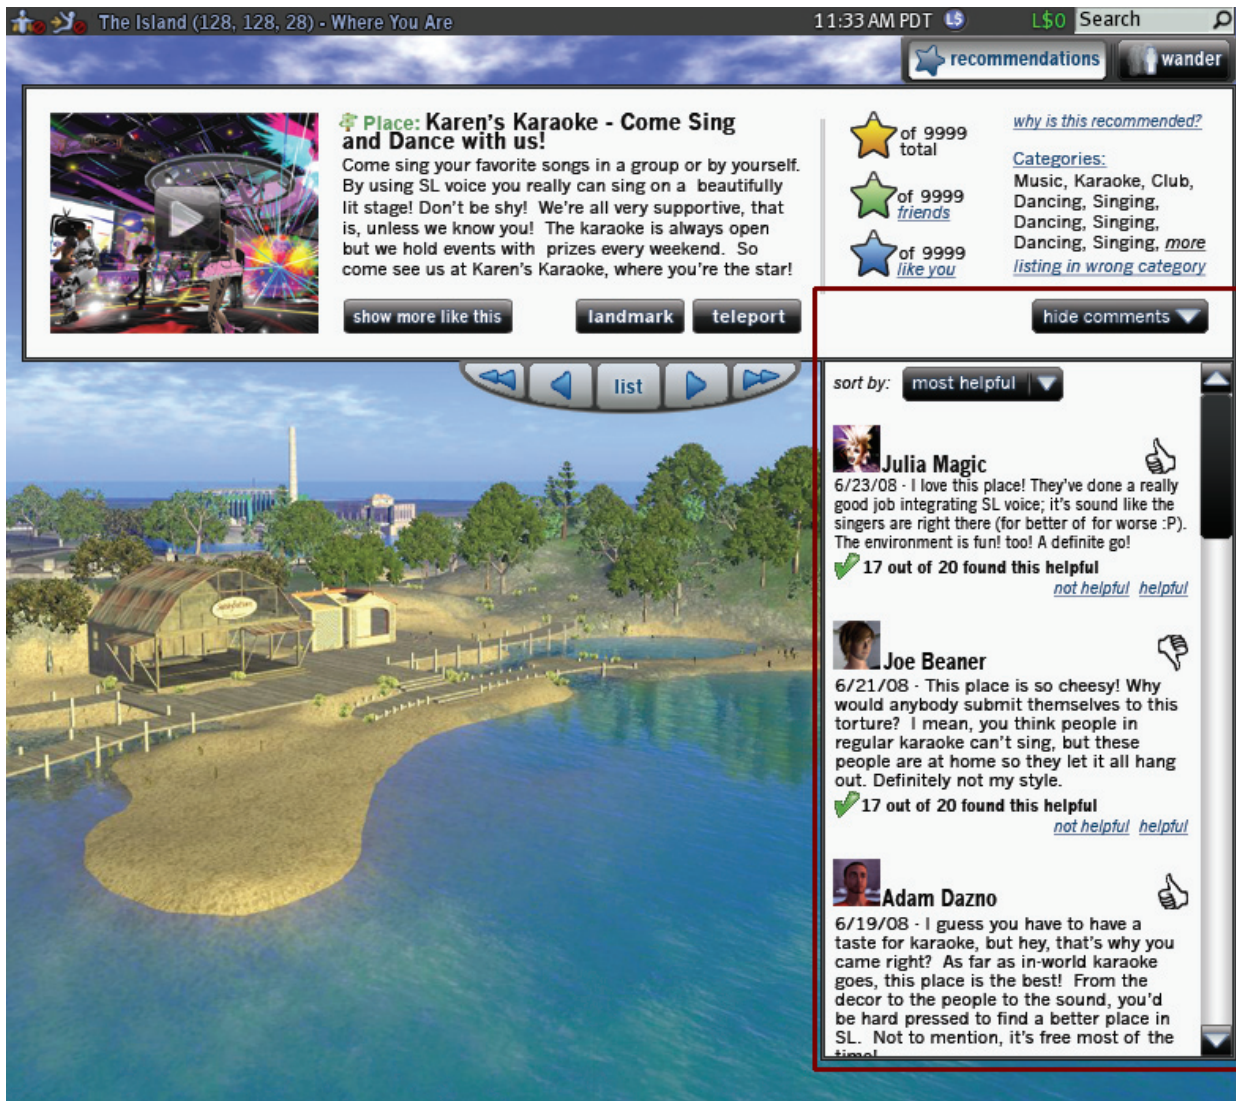 The Island (128, 128, 28) - Where You Are
11:33 AM PDT
L$
L$0
Search
recommendations
wander
Place: Karen's Karaoke - Come Sing
and Dance with us!
Come sing your favorite songs in a group or by yourself.
By using SL voice you really can sing on a beautifully
lit stage! Don't be shy! We're all very supportive, that
is, unless we know you! The karaoke is always open
but we hold events with prizes every weekend. So
come see us at Karen's Karaoke, where you're the star!
show more like this
landmark
teleport
of 9999
total
of 9999
friends
of 9999
like you
why is this recommended?
Categories:
Music, Karaoke, Club,
Dancing, Singing,
Dancing, Singing,
Dancing, Singing, more
listing in wrong category
hide comments
list
sort by:
most helpful
Julia Magic
6/23/08 - I love this place! They've done a really
good job integrating SL voice; it's sound like the
singers are right there (for better of for worse :P).
The environment is fun! too! A definite go!
17 out of 20 found this helpful
not helpful helpful
Joe Beaner
6/21/08 - This place is so cheesy! Why
would anybody submit themselves to this
torture? I mean, you think people in
regular karaoke can't sing, but these
people are at home so they let it all hang
out. Definitely not my style.
17 out of 20 found this helpful
not helpful helpful
Adam Dazno
6/19/08 - I guess you have to have a
taste for karaoke, but hey, that's why you
came right? As far as in-world karaoke
goes, this place is the best! From the
decor to the people to the sound, you'd
be hard pressed to find a better place in
SL. Not to mention, it's free most of the
time!